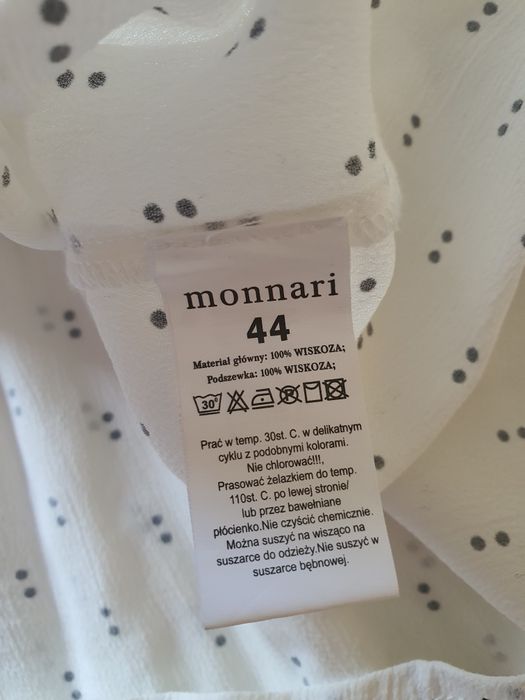 monnari
44
Materiał główny: 100% WISKOZA;
Podszewka: 100% WISKOZA;
30°
Prać w temp. 30st. C. w delikatnym
cyklu z podobnymi kolorami.
Nie chlorować!!!,
Prasować żelazkiem do temp.
110st. C. po lewej stronie/
lub przez bawełniane
płócienko.Nie czyścić chemicznie.
Można suszyć na wisząco na
suszarce do odzieży.Nie suszyć w
suszarce bębnowej.